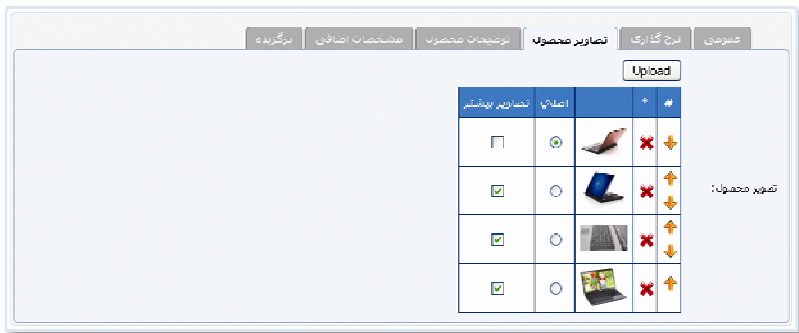 عمومی نرخ گذاری تصاویر محصول توضیحات محصول مشخصات اضافی برگزیده
Upload
# * اصلی تصاویر بیشتر
تصویر محصول: